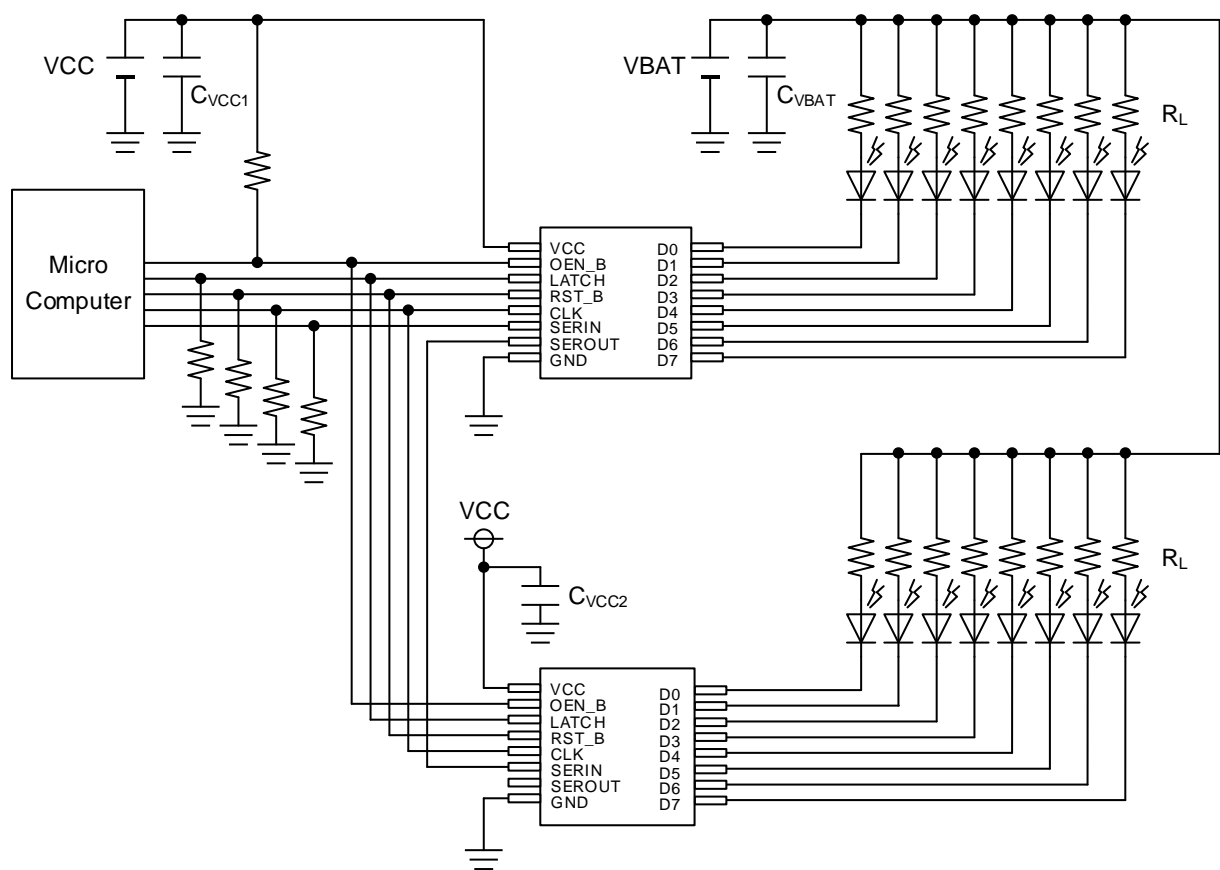 VCC
CVCC1
VBAT
CVBAT
RL
Micro
Computer
VCC
OEN_B
LATCH
RST_B
CLK
SERIN
SEROUT
GND
D0
D1
D2
D3
D4
D5
D6
D7
VCC
CVCC2
RL
VCC
OEN_B
LATCH
RST_B
CLK
SERIN
SEROUT
GND
D0
D1
D2
D3
D4
D5
D6
D7